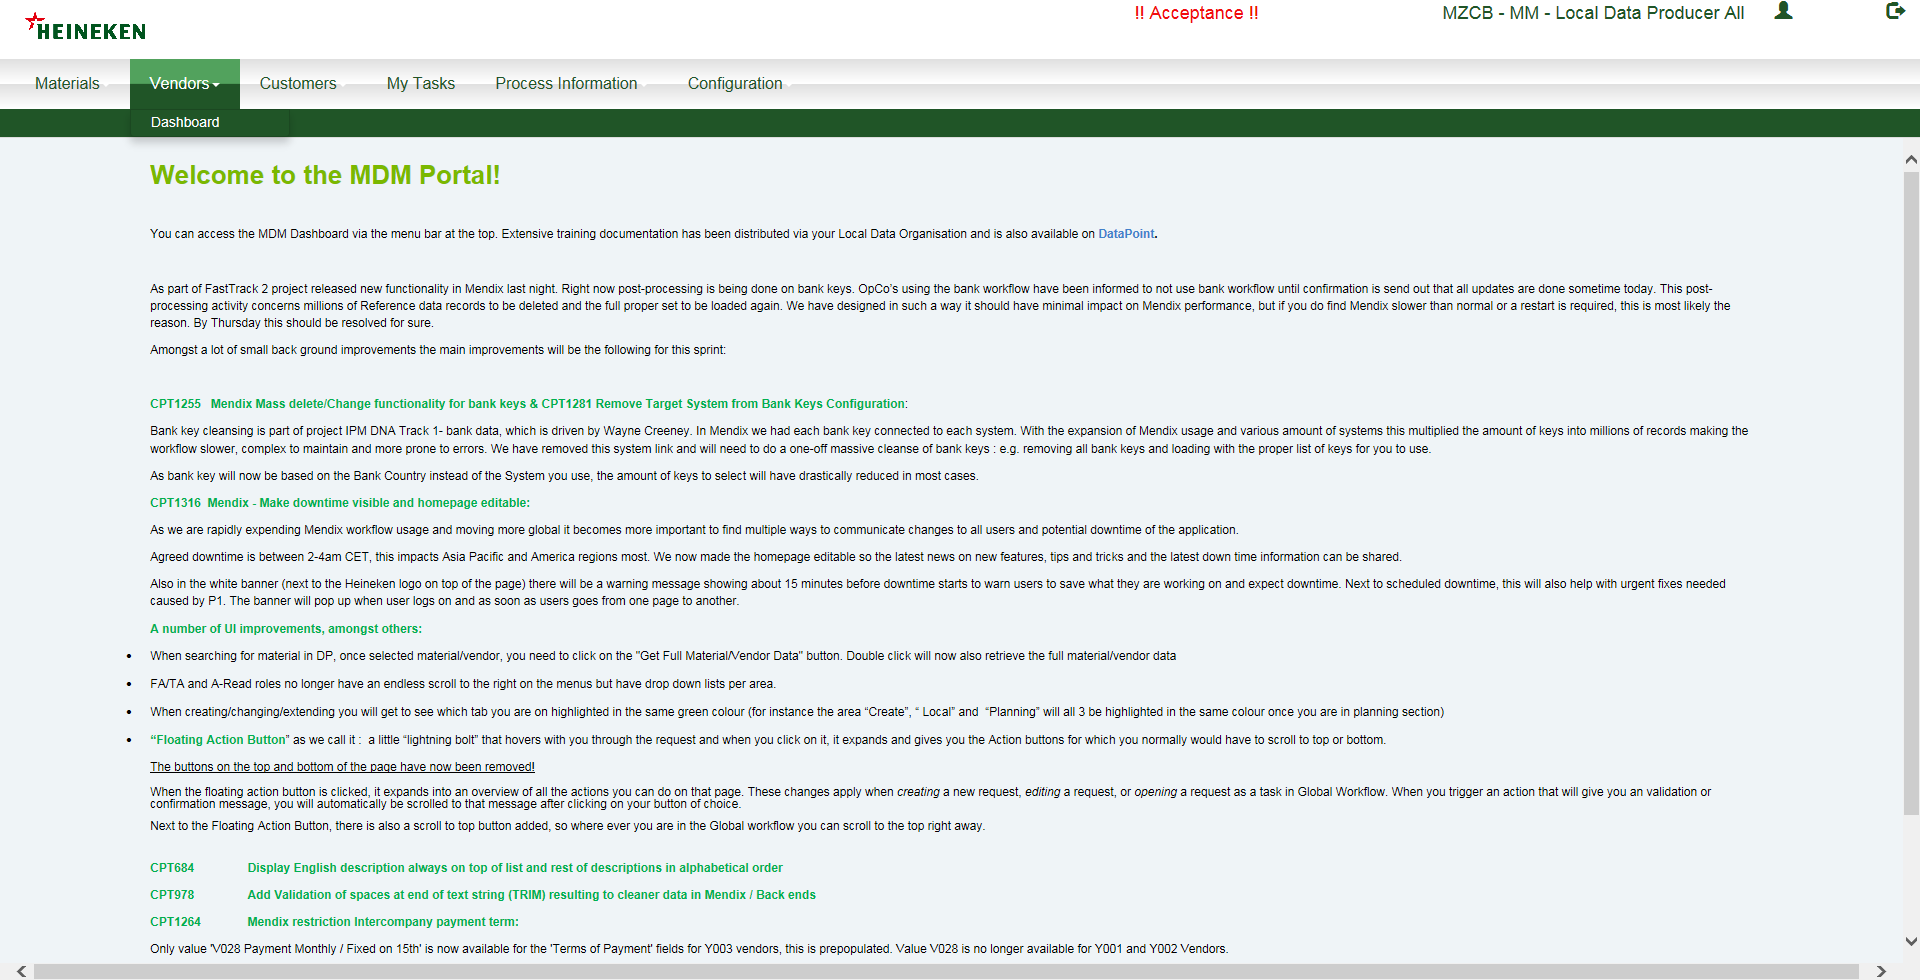 HEINEKEN
!! Acceptance !!
MZCB - MM - Local Data Producer All
Materials Vendors Customers My Tasks Process Information Configuration
Dashboard
Welcome to the MDM Portal!
You can access the MDM Dashboard via the menu bar at the top. Extensive training documentation has been distributed via your Local Data Organisation and is also available on DataPoint.
As part of FastTrack 2 project released new functionality in Mendix last night. Right now post-processing is being done on bank keys. OpCo's using the bank workflow have been informed to not use bank workflow until confirmation is send out that all updates are done sometime today. This post-
processing activity concerns millions of Reference data records to be deleted and the full proper set to be loaded again. We have designed in such a way it should have minimal impact on Mendix performance, but if you do find Mendix slower than normal or a restart is required, this is most likely the
reason. By Thursday this should be resolved for sure.
Amongst a lot of small back ground improvements the main improvements will be the following for this sprint:
CPT1255 Mendix Mass delete/Change functionality for bank keys & CPT1281 Remove Target System from Bank Keys Configuration:
Bank key cleansing is part of project IPM DNA Track 1- bank data, which is driven by Wayne Creeney. In Mendix we had each bank key connected to each system. With the expansion of Mendix usage and various amount of systems this multiplied the amount of keys into millions of records making the
workflow slower, complex to maintain and more prone to errors. We have removed this system link and will need to do a one-off massive cleanse of bank keys : e.g. removing all bank keys and loading with the proper list of keys for you to use.
As bank key will now be based on the Bank Country instead of the System you use, the amount of keys to select will have drastically reduced in most cases.
CPT1316 Mendix - Make downtime visible and homepage editable:
As we are rapidly expending Mendix workflow usage and moving more global it becomes more important to find multiple ways to communicate changes to all users and potential downtime of the application.
Agreed downtime is between 2-4am CET, this impacts Asia Pacific and America regions most. We now made the homepage editable so the latest news on new features, tips and tricks and the latest down time information can be shared.
Also in the white banner (next to the Heineken logo on top of the page) there will be a warning message showing about 15 minutes before downtime starts to warn users to save what they are working on and expect downtime. Next to scheduled downtime, this will also help with urgent fixes needed
caused by P1. The banner will pop up when user logs on and as soon as users goes from one page to another.
A number of UI improvements, amongst others:
• When searching for material in DP, once selected material/vendor, you need to click on the "Get Full Material/Vendor Data" button. Double click will now also retrieve the full material/vendor data
• FA/TA and A-Read roles no longer have an endless scroll to the right on the menus but have drop down lists per area.
• When creating/changing/extending you will get to see which tab you are on highlighted in the same green colour (for instance the area “Create”, “ Local” and “Planning” will all 3 be highlighted in the same colour once you are in planning section)
• “Floating Action Button” as we call it : a little “lightning bolt” that hovers with you through the request and when you click on it, it expands and gives you the Action buttons for which you normally would have to scroll to top or bottom.
The buttons on the top and bottom of the page have now been removed!
When the floating action button is clicked, it expands into an overview of all the actions you can do on that page. These changes apply when creating a new request, editing a request, or opening a request as a task in Global Workflow. When you trigger an action that will give you an validation or
confirmation message, you will automatically be scrolled to that message after clicking on your button of choice.
Next to the Floating Action Button, there is also a scroll to top button added, so where ever you are in the Global workflow you can scroll to the top right away.
CPT684 Display English description always on top of list and rest of descriptions in alphabetical order
CPT978 Add Validation of spaces at end of text string (TRIM) resulting to cleaner data in Mendix / Back ends
CPT1264 Mendix restriction Intercompany payment term:
Only value 'V028 Payment Monthly / Fixed on 15th' is now available for the 'Terms of Payment' fields for Y003 vendors, this is prepopulated. Value V028 is no longer available for Y001 and Y002 Vendors.